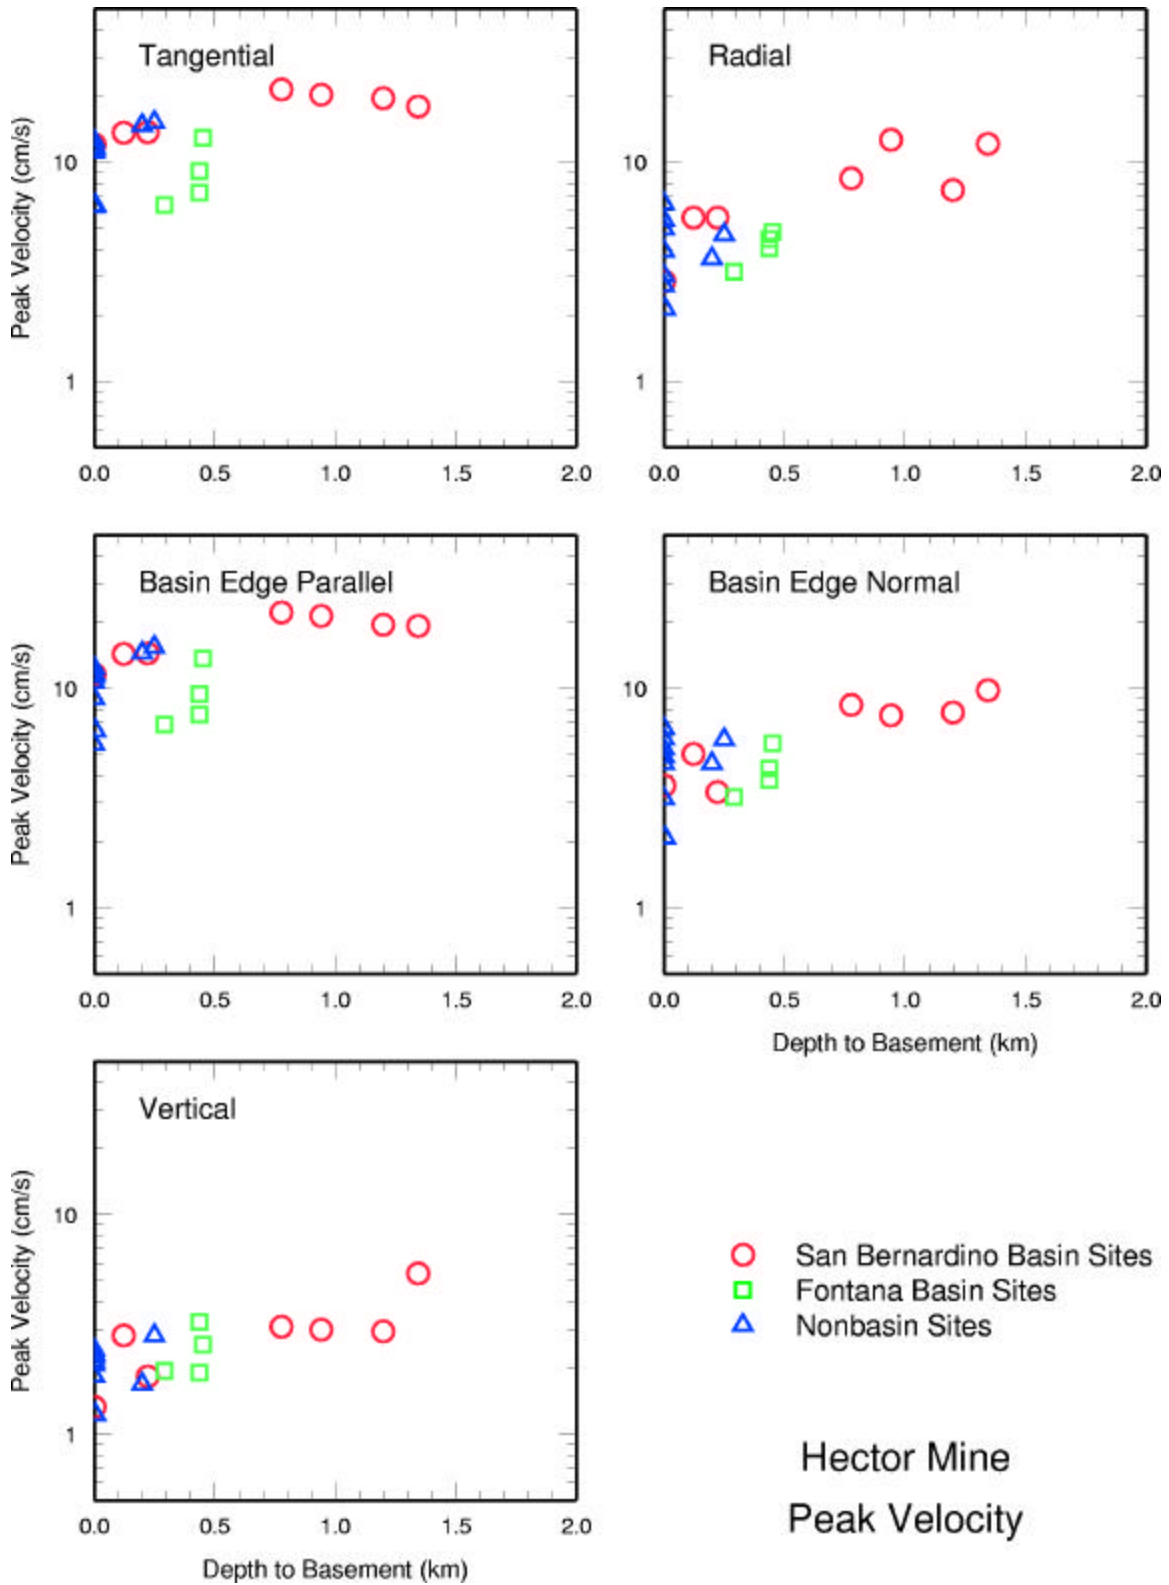 Tangential
Peak Velocity (cm/s)
10
1
0.0 0.5 1.0 1.5 2.0
Radial
10
1
0.0 0.5 1.0 1.5 2.0
Basin Edge Parallel
Peak Velocity (cm/s)
10
1
0.0 0.5 1.0 1.5 2.0
Basin Edge Normal
10
1
0.0 0.5 1.0 1.5 2.0
Depth to Basement (km)
Vertical
Peak Velocity (cm/s)
10
1
0.0 0.5 1.0 1.5 2.0
Depth to Basement (km)
San Bernardino Basin Sites
Fontana Basin Sites
Nonbasin Sites
Hector Mine
Peak Velocity